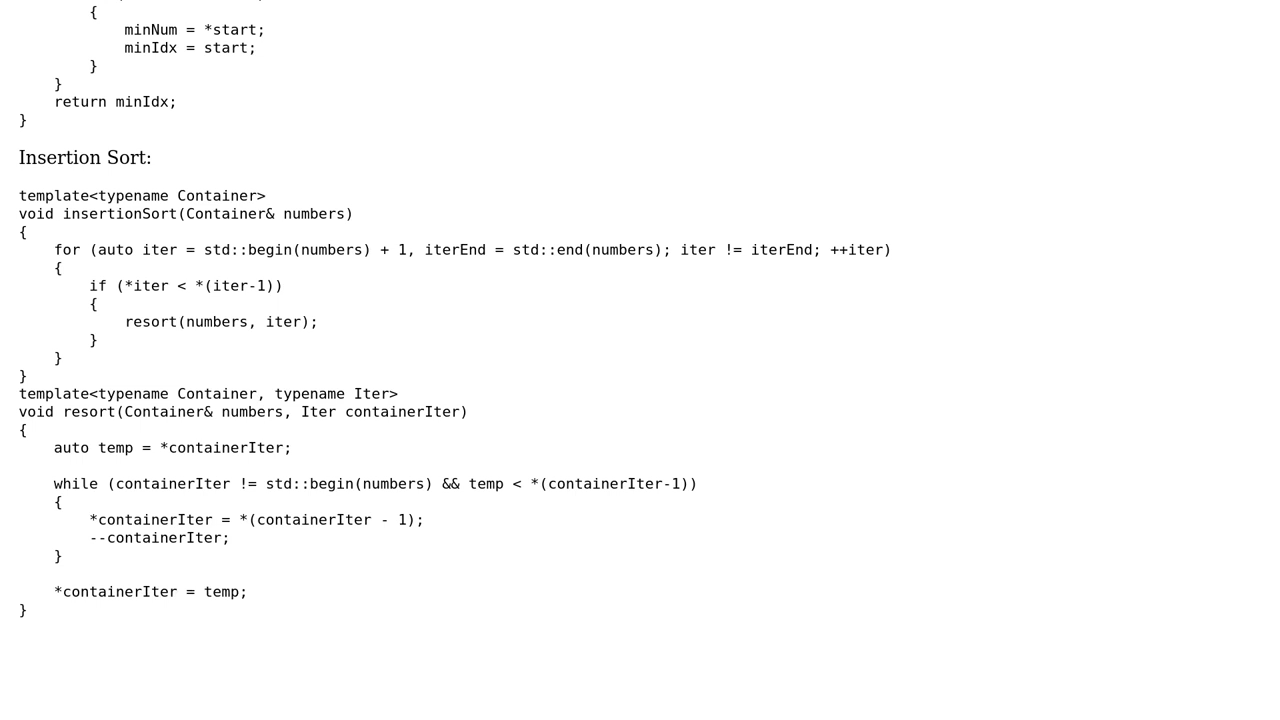 {
minNum = *start;
minIdx = start;
}
}
return minIdx;
}
Insertion Sort:
template<typename Container>
void insertionSort(Container& numbers)
{
for (auto iter = std::begin(numbers) + 1, iterEnd = std::end(numbers); iter != iterEnd; ++iter)
{
if (*iter < *(iter-1))
{
resort(numbers, iter);
}
}
}
template<typename Container, typename Iter>
void resort(Container& numbers, Iter containerIter)
{
auto temp = *containerIter;
while (containerIter != std::begin(numbers) && temp < *(containerIter-1))
{
*containerIter = *(containerIter - 1);
--containerIter;
}
*containerIter = temp;
}